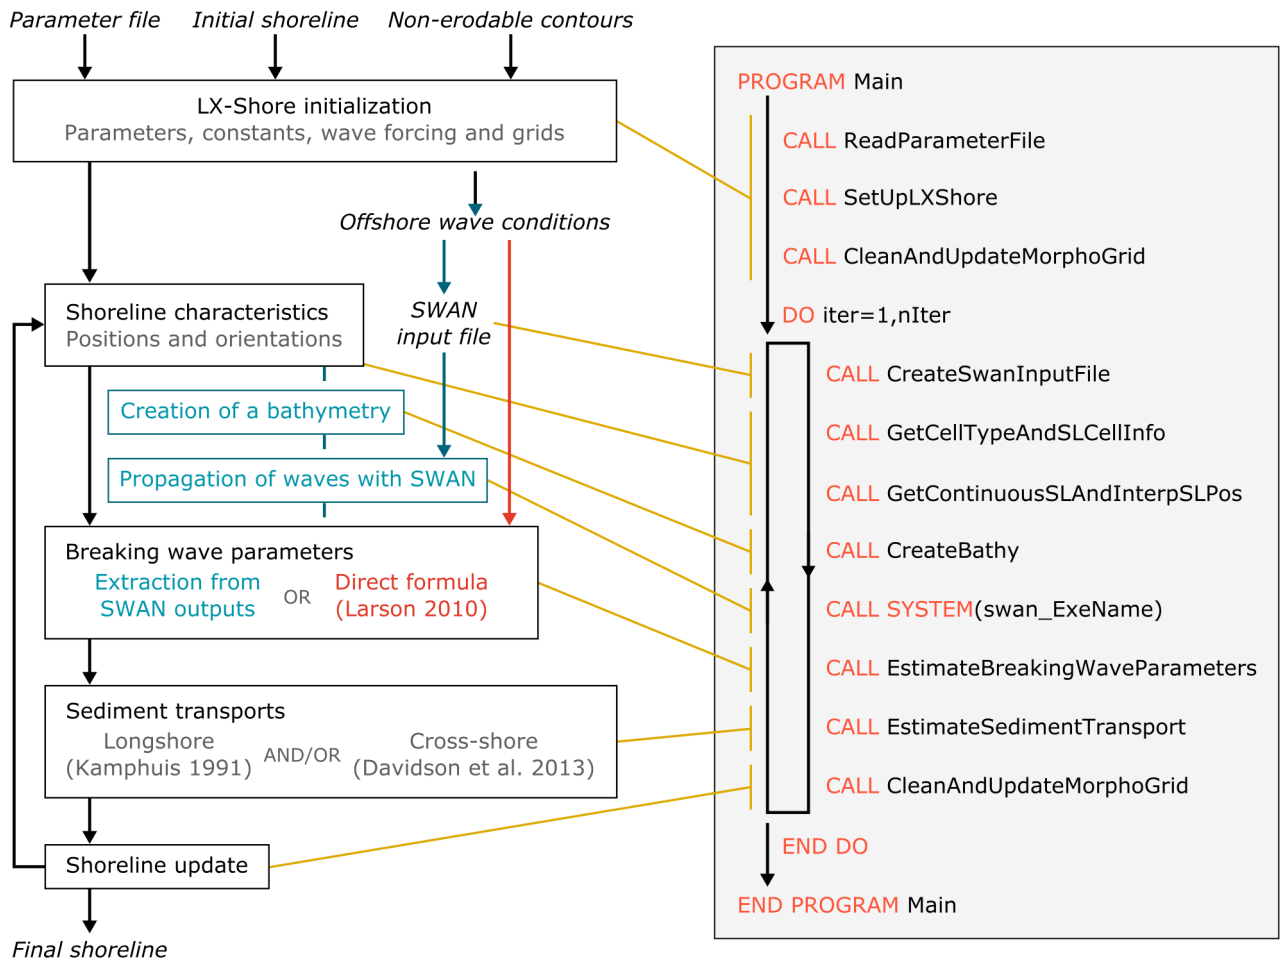 Parameter file
Initial shoreline
Non-erodable contours
LX-Shore initialization
Parameters, constants, wave forcing and grids
Offshore wave conditions
Shoreline characteristics
Positions and orientations
SWAN
input file
Creation of a bathymetry
Propagation of waves with SWAN
Breaking wave parameters
Extraction from
SWAN outputs
OR
Direct formula
(Larson 2010)
Sediment transports
Longshore
(Kamphuis 1991)
AND/OR
Cross-shore
(Davidson et al. 2013)
Shoreline update
Final shoreline
PROGRAM Main
CALL ReadParameterFile
CALL SetUpLXShore
CALL CleanAndUpdateMorphoGrid
DO iter=1,nIter
CALL CreateSwanInputFile
CALL GetCellTypeAndSLCellInfo
CALL GetContinuousSLAndInterpSLPos
CALL CreateBathy
CALL SYSTEM(swan_ExeName)
CALL EstimateBreakingWaveParameters
CALL EstimateSedimentTransport
CALL CleanAndUpdateMorphoGrid
END DO
END PROGRAM Main